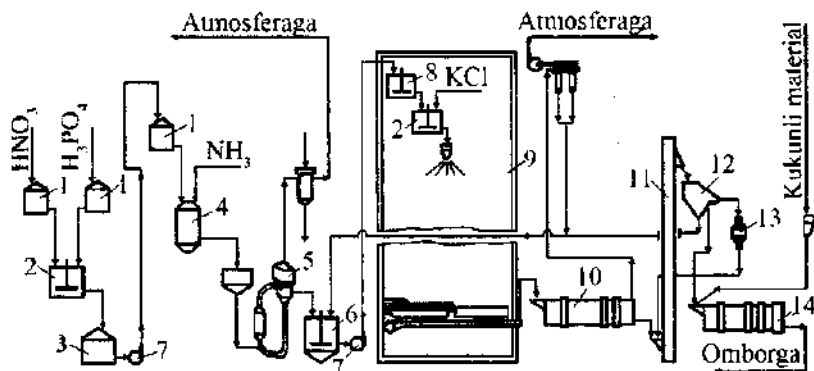 Atmosferaga
Atmosferaga
HNO₃
H₃PO₄
1
1
1
NH₃
2
3
7
4
5
6
7
8
KCl
2
9
10
11
12
13
14
Kukunli material
Omborga